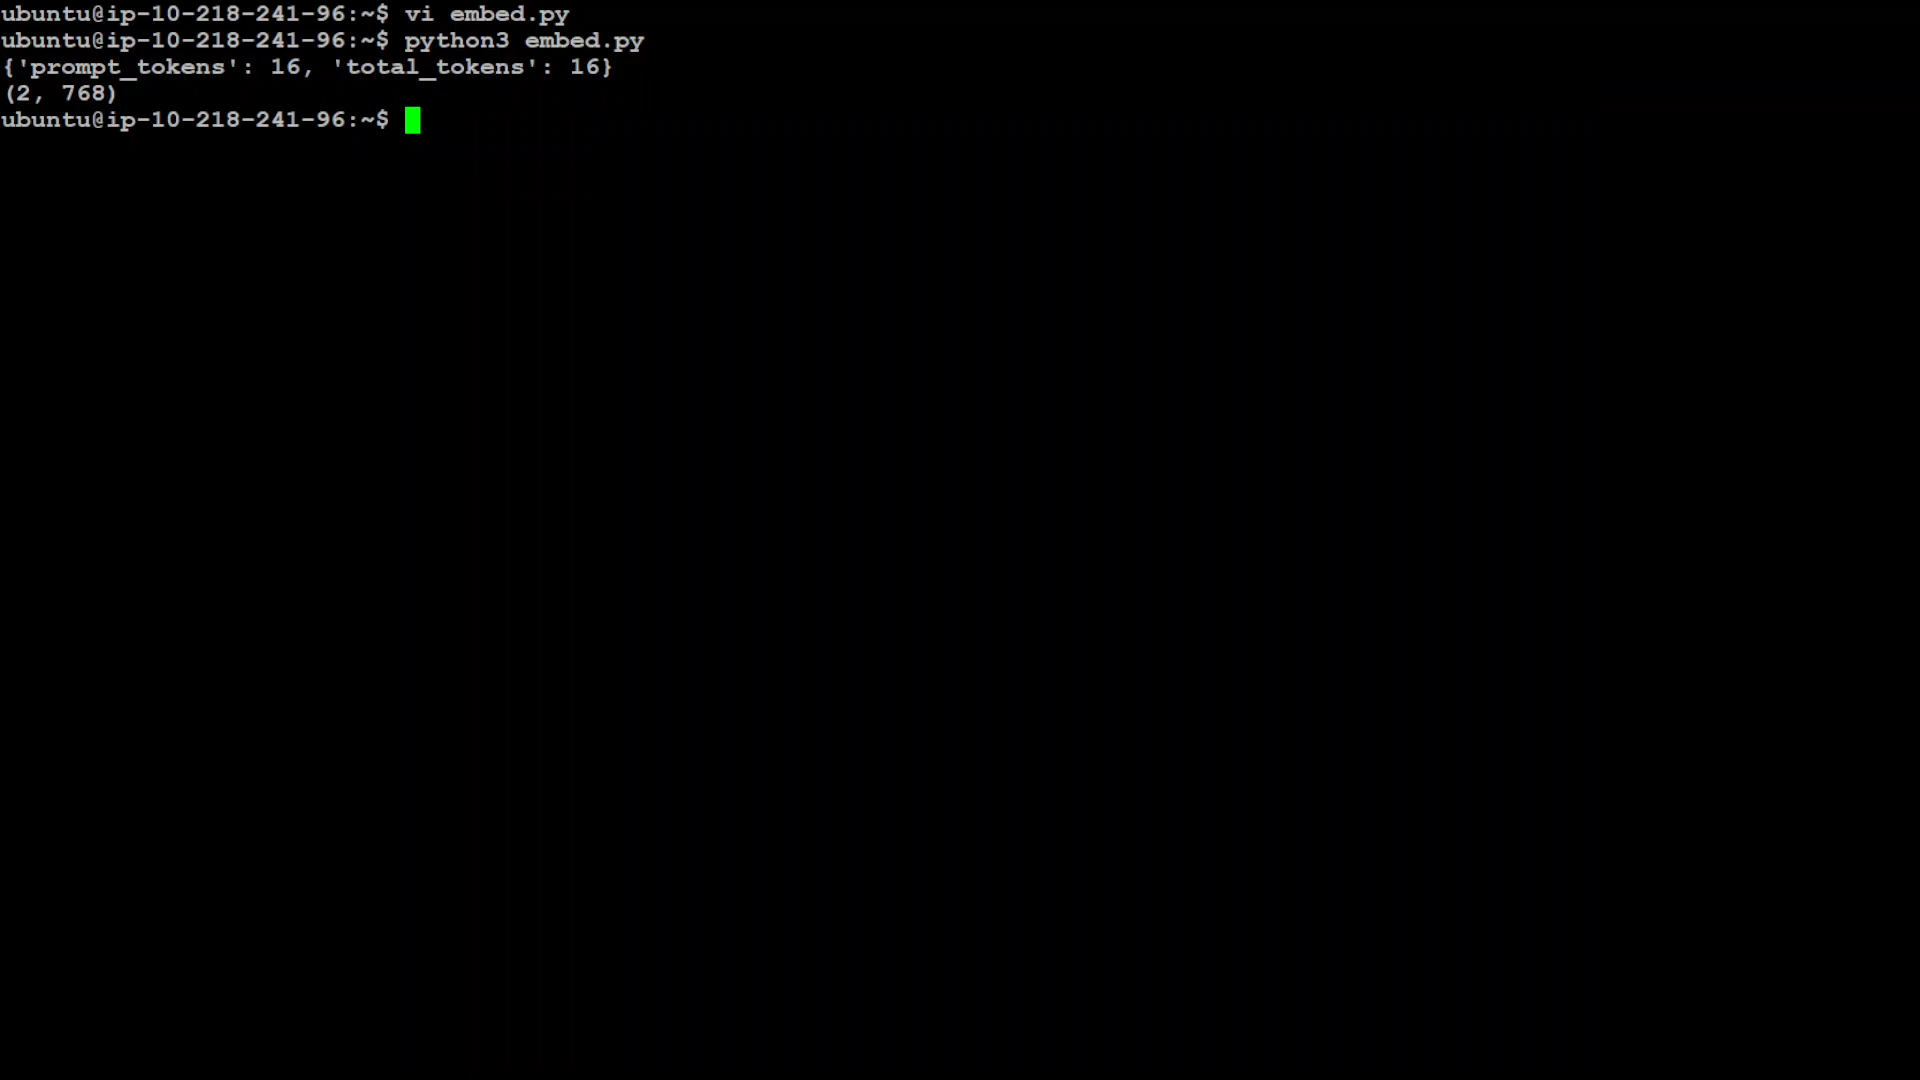 ubuntu@ip-10-218-241-96:~$ vi embed.py
ubuntu@ip-10-218-241-96:~$ python3 embed.py
{'prompt_tokens': 16, 'total_tokens': 16}
(2, 768)
ubuntu@ip-10-218-241-96:~$